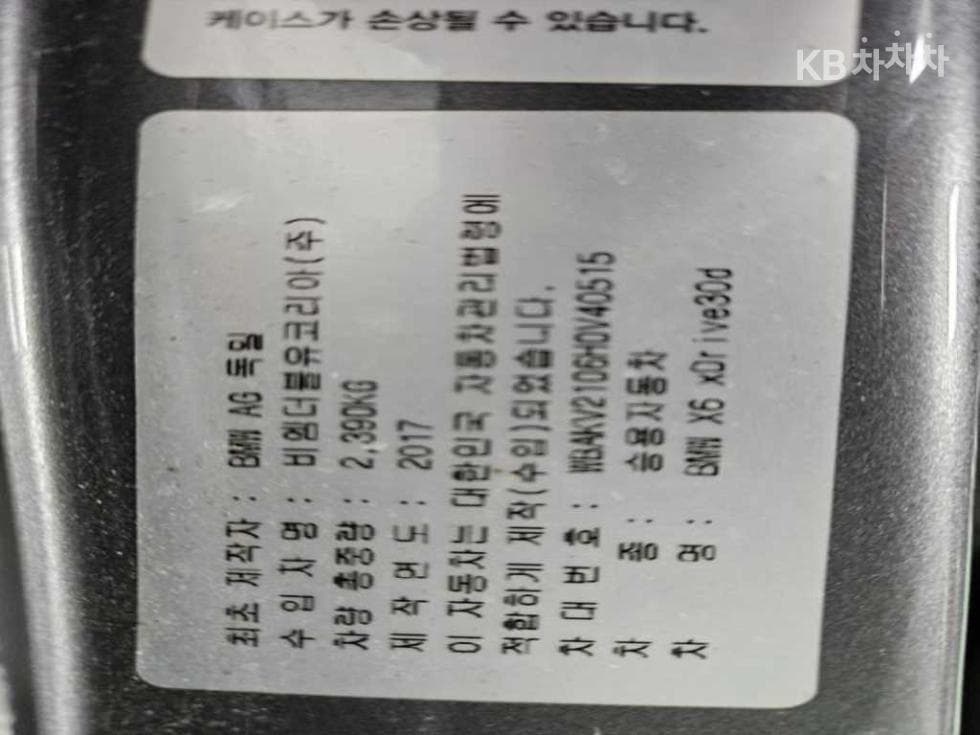 케이스가 손상될 수 있습니다.
KB차차차
최초 제작자 : BMW AG 독일
수 입 자 명 : 비엠더블유코리아(주)
차량 총중량 : 2,390KG
제 작 연 도 : 2017
이 자동차는 대한민국 자동차관리법령에
적합하게 제작(수입)되었습니다.
차 대 번 호 : WBAKV2106H0V40515
차 종 : 승용자동차
차 명 : BMW X6 xDrive30d